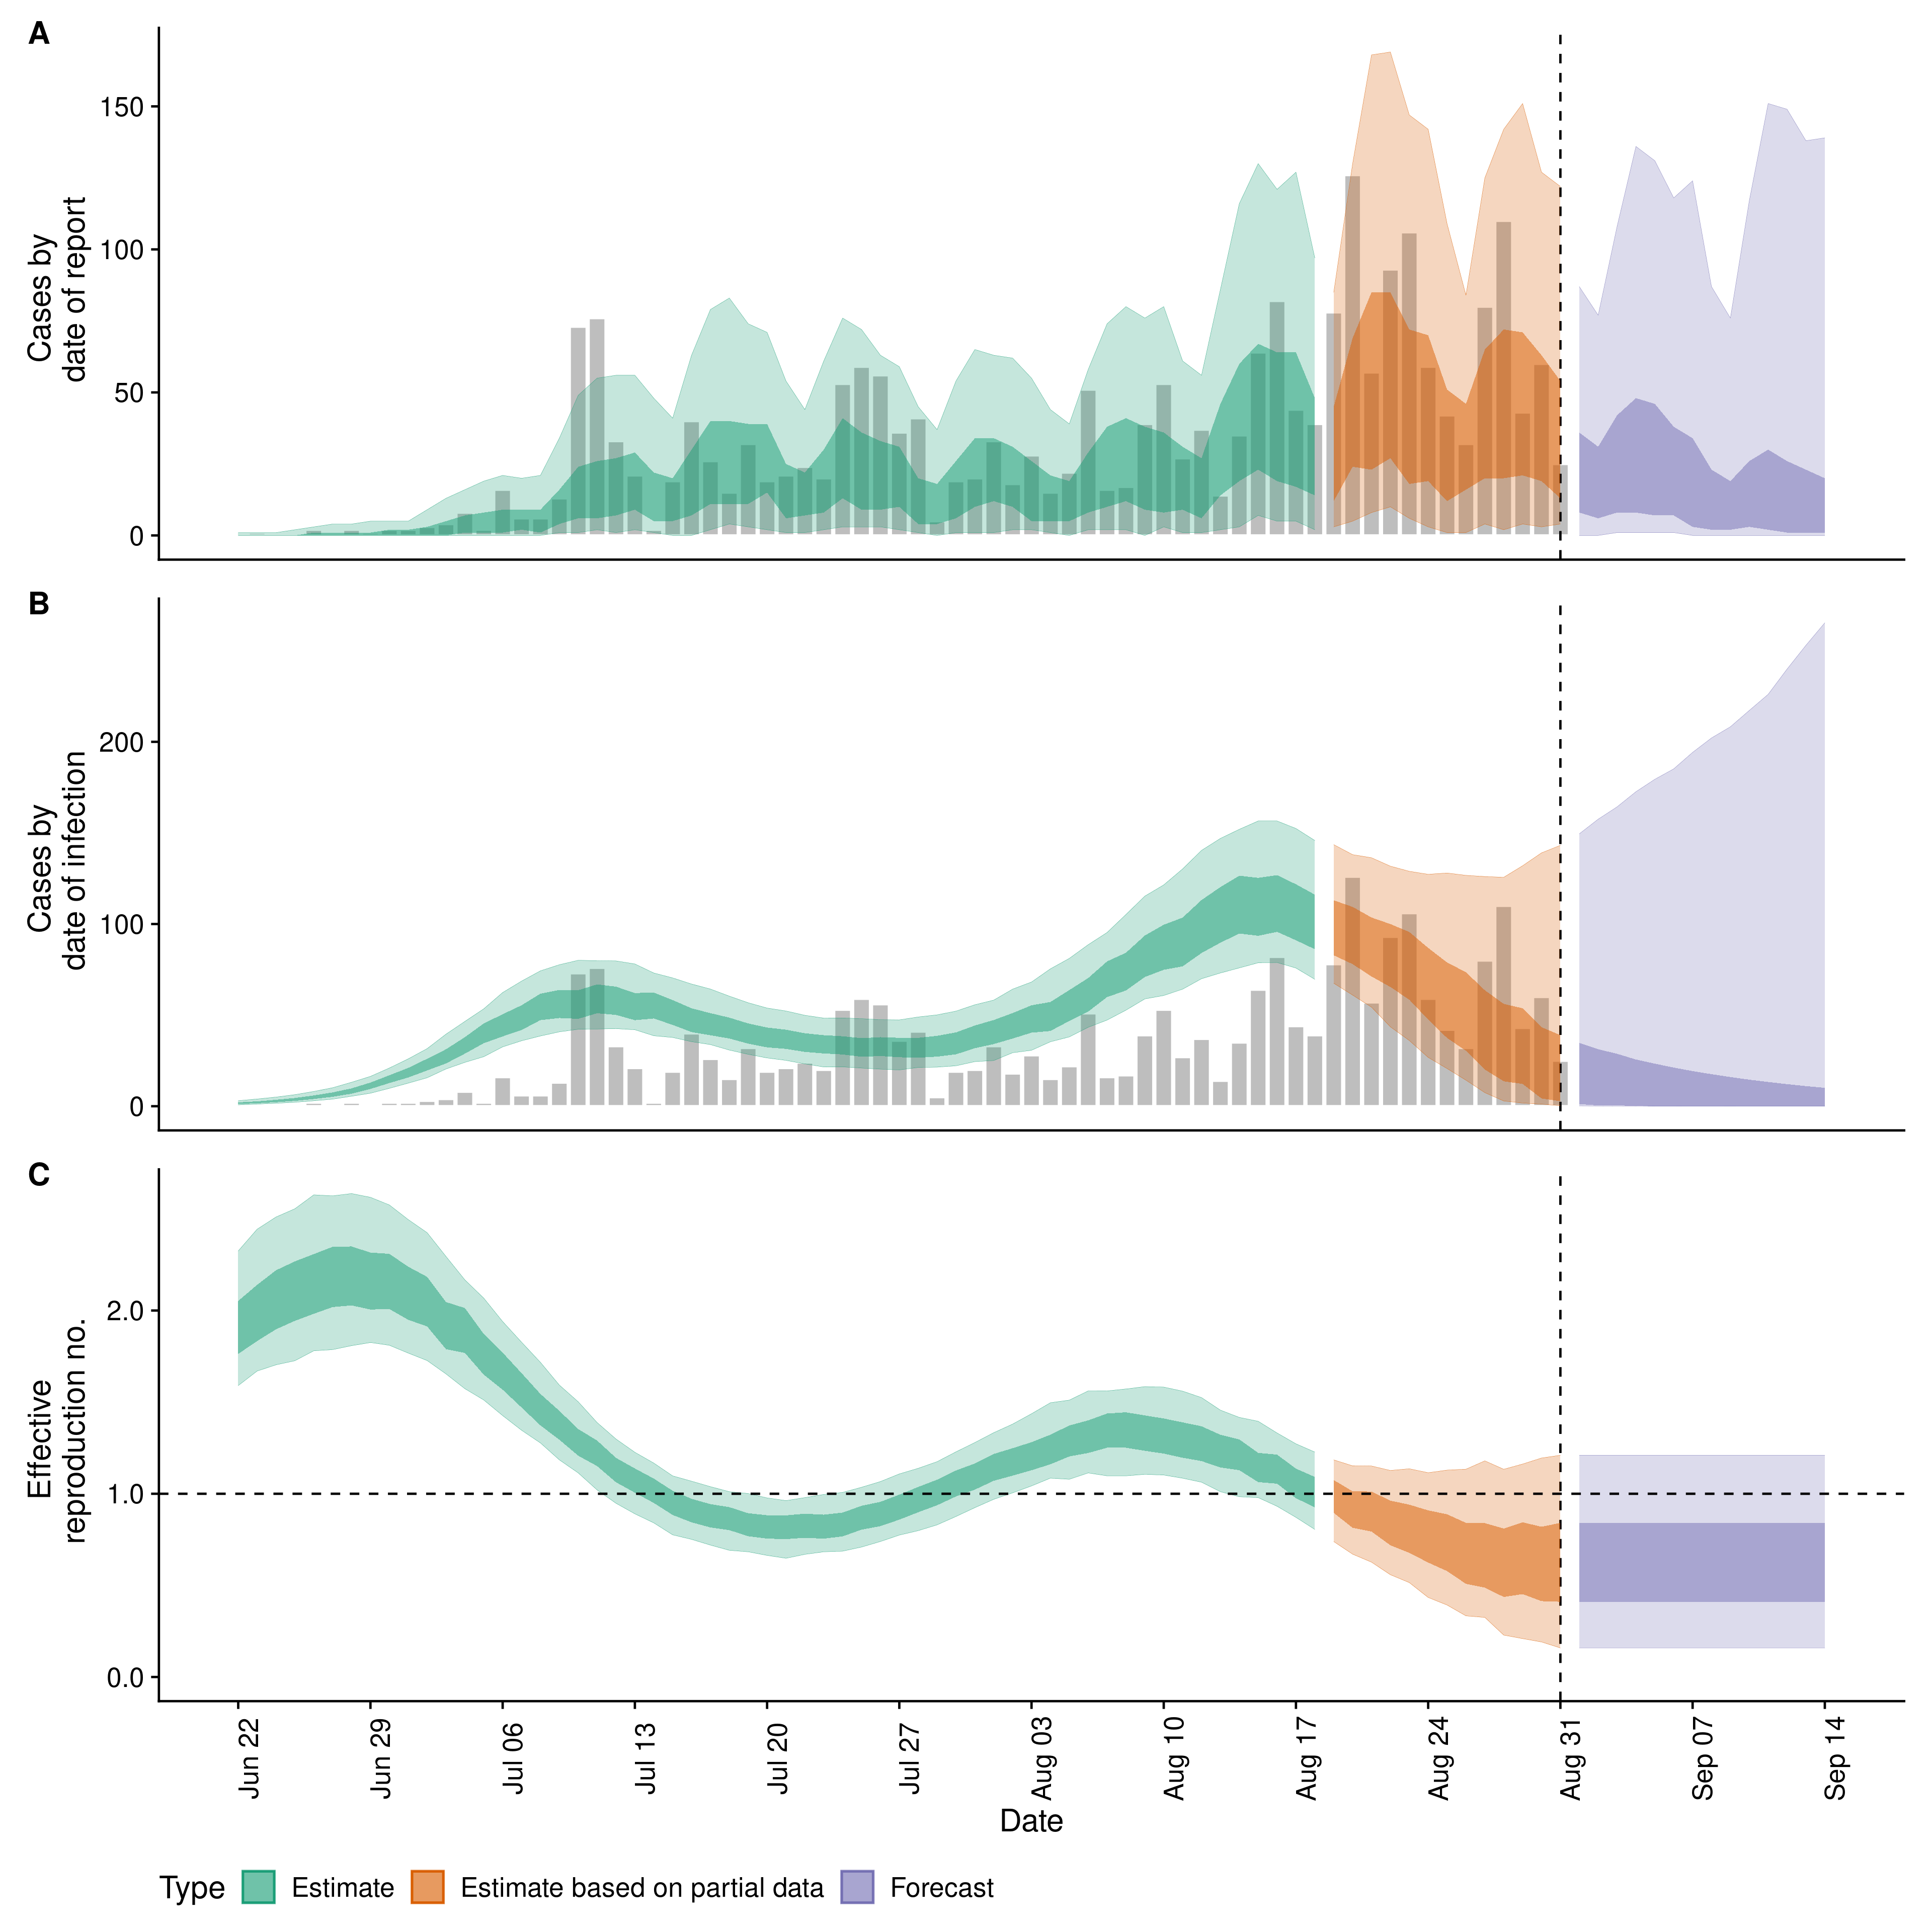 A
Cases by
date of report
150
100
50
0
B
Cases by
date of infection
200
100
0
C
Effective
reproduction no.
2.0
1.0
0.0
Jun 22
Jun 29
Jul 06
Jul 13
Jul 20
Jul 27
Aug 03
Aug 10
Aug 17
Aug 24
Aug 31
Sep 07
Sep 14
Date
Type Estimate Estimate based on partial data Forecast